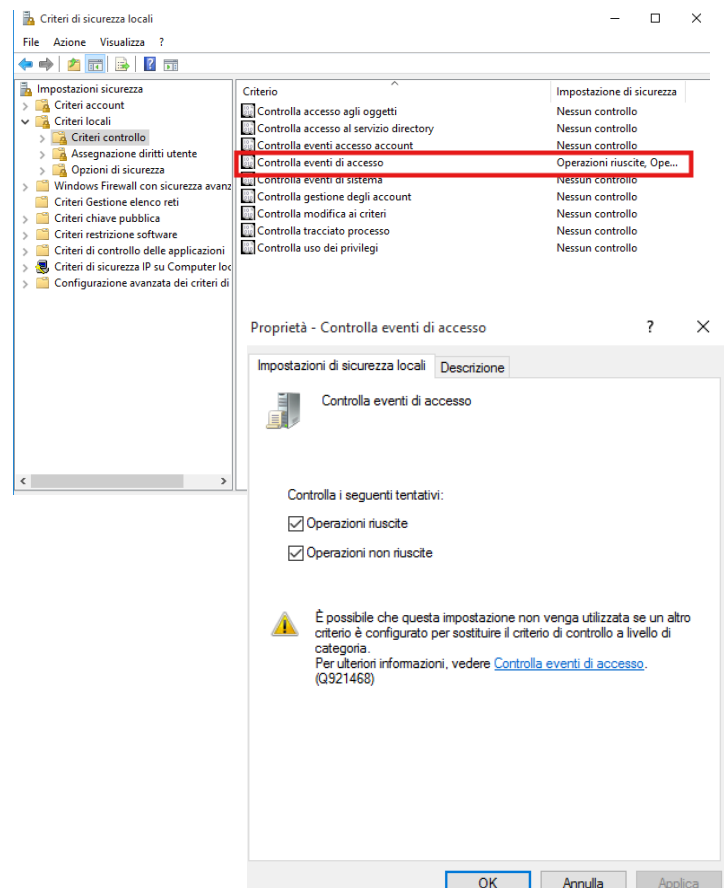 Criteri di sicurezza locali
File Azione Visualizza ?
Impostazioni sicurezza
Criteri account
Criteri locali
Criteri controllo
Assegnazione diritti utente
Opzioni di sicurezza
Windows Firewall con sicurezza avanz
Criteri Gestione elenco reti
Criteri chiave pubblica
Criteri restrizione software
Criteri di controllo delle applicazioni
Criteri di sicurezza IP su Computer loc
Configurazione avanzata dei criteri di
Criterio Impostazione di sicurezza
Controlla accesso agli oggetti Nessun controllo
Controlla accesso al servizio directory Nessun controllo
Controlla eventi accesso account Nessun controllo
Controlla eventi di accesso Operazioni riuscite, Ope...
Controlla eventi di sistema Nessun controllo
Controlla gestione degli account Nessun controllo
Controlla modifica ai criteri Nessun controllo
Controlla tracciato processo Nessun controllo
Controlla uso dei privilegi Nessun controllo
Proprietà - Controlla eventi di accesso ?
Impostazioni di sicurezza locali Descrizione
Controlla eventi di accesso
Controlla i seguenti tentativi:
Operazioni riuscite
Operazioni non riuscite
È possibile che questa impostazione non venga utilizzata se un altro
criterio è configurato per sostituire il criterio di controllo a livello di
categoria.
Per ulteriori informazioni, vedere Controlla eventi di accesso.
(Q921468)
OK Annulla Applica